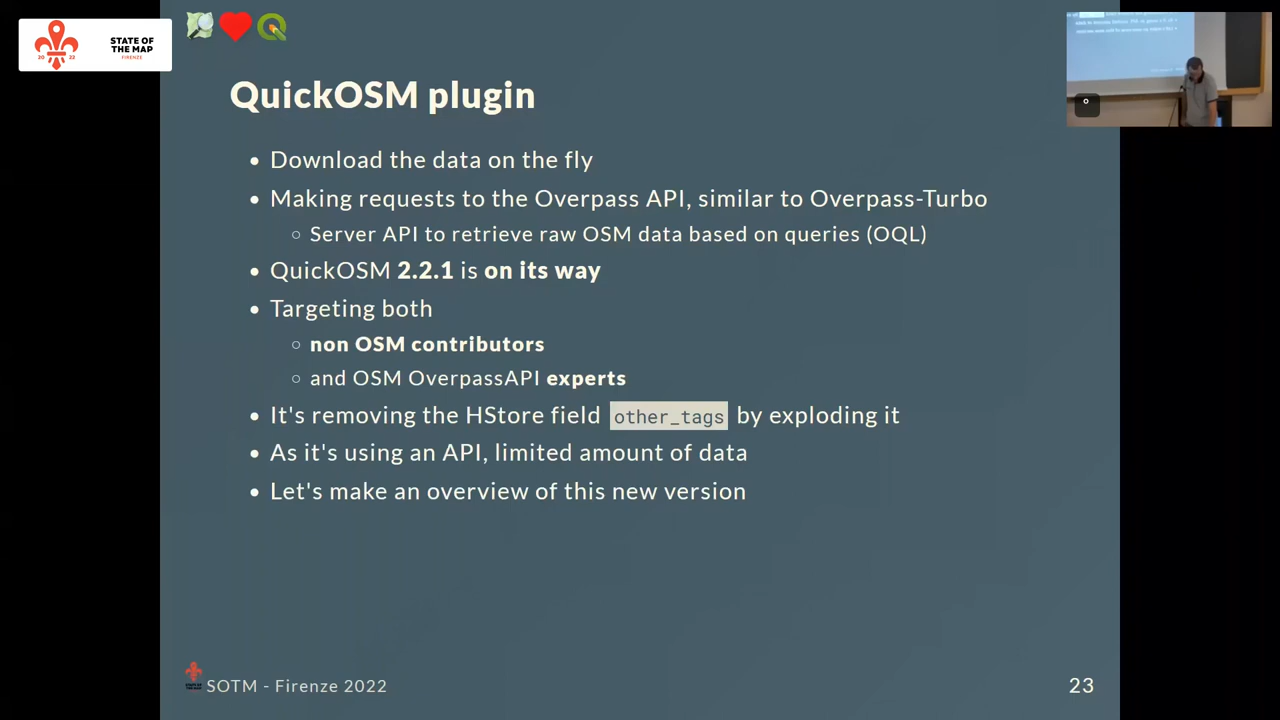 STATE OF THE MAP
2022
FIRENZE
QuickOSM plugin
Download the data on the fly
Making requests to the Overpass API, similar to Overpass-Turbo
Server API to retrieve raw OSM data based on queries (OQL)
QuickOSM 2.2.1 is on its way
Targeting both
non OSM contributors
and OSM OverpassAPI experts
It's removing the HStore field other_tags by exploding it
As it's using an API, limited amount of data
Let's make an overview of this new version
SOTM - Firenze 2022
23